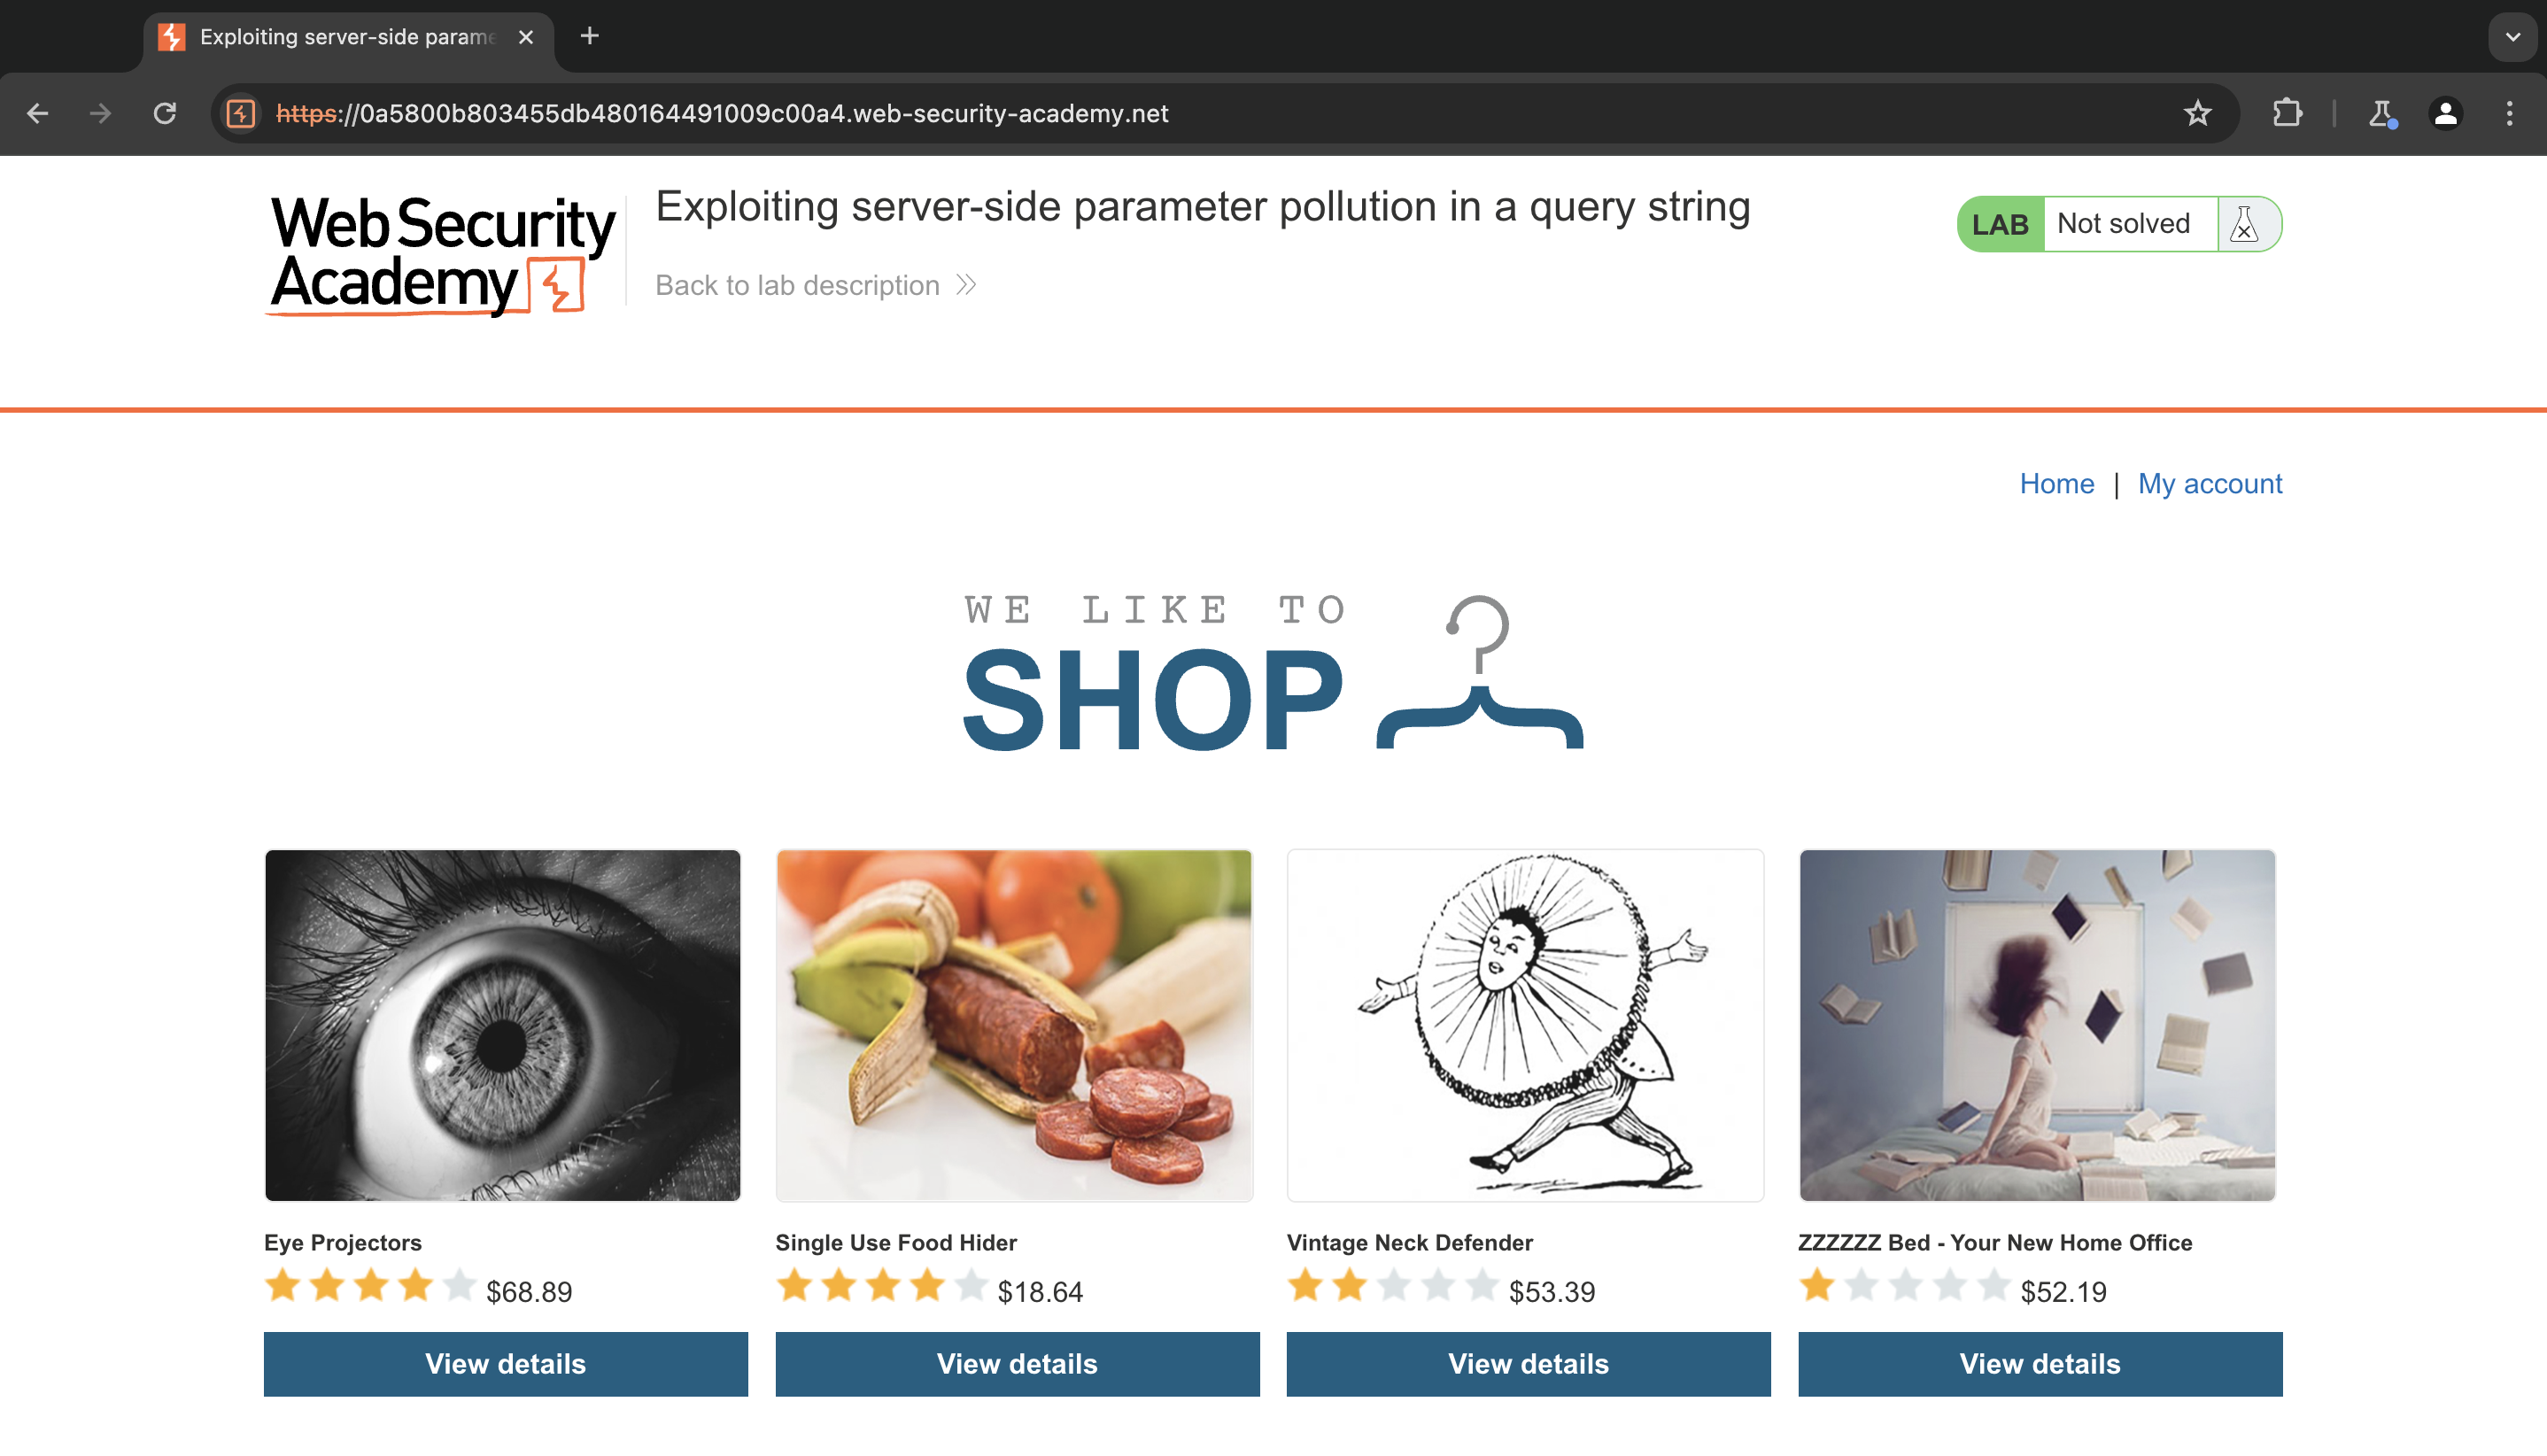 Exploiting server-side parame
https://0a5800b803455db480164491009c00a4.web-security-academy.net
Web Security
Academy
Exploiting server-side parameter pollution in a query string
Back to lab description
LAB Not solved
Home | My account
WE LIKE TO
SHOP
Eye Projectors
$68.89
View details
Single Use Food Hider
$18.64
View details
Vintage Neck Defender
$53.39
View details
ZZZZZZ Bed - Your New Home Office
$52.19
View details